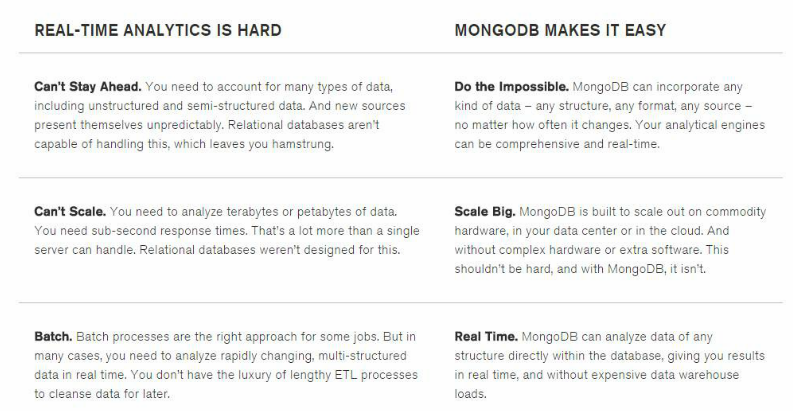 REAL-TIME ANALYTICS IS HARD
MONGODB MAKES IT EASY
Can't Stay Ahead. You need to account for many types of data,
including unstructured and semi-structured data. And new sources
present themselves unpredictably. Relational databases aren't
capable of handling this, which leaves you hamstrung.
Do the Impossible. MongoDB can incorporate any
kind of data – any structure, any format, any source –
no matter how often it changes. Your analytical engines
can be comprehensive and real-time.
Can't Scale. You need to analyze terabytes or petabytes of data.
You need sub-second response times. That's a lot more than a single
server can handle. Relational databases weren't designed for this.
Scale Big. MongoDB is built to scale out on commodity
hardware, in your data center or in the cloud. And
without complex hardware or extra software. This
shouldn't be hard, and with MongoDB, it isn't.
Batch. Batch processes are the right approach for some jobs. But in
many cases, you need to analyze rapidly changing, multi-structured
data in real time. You don't have the luxury of lengthy ETL processes
to cleanse data for later.
Real Time. MongoDB can analyze data of any
structure directly within the database, giving you results
in real time, and without expensive data warehouse
loads.